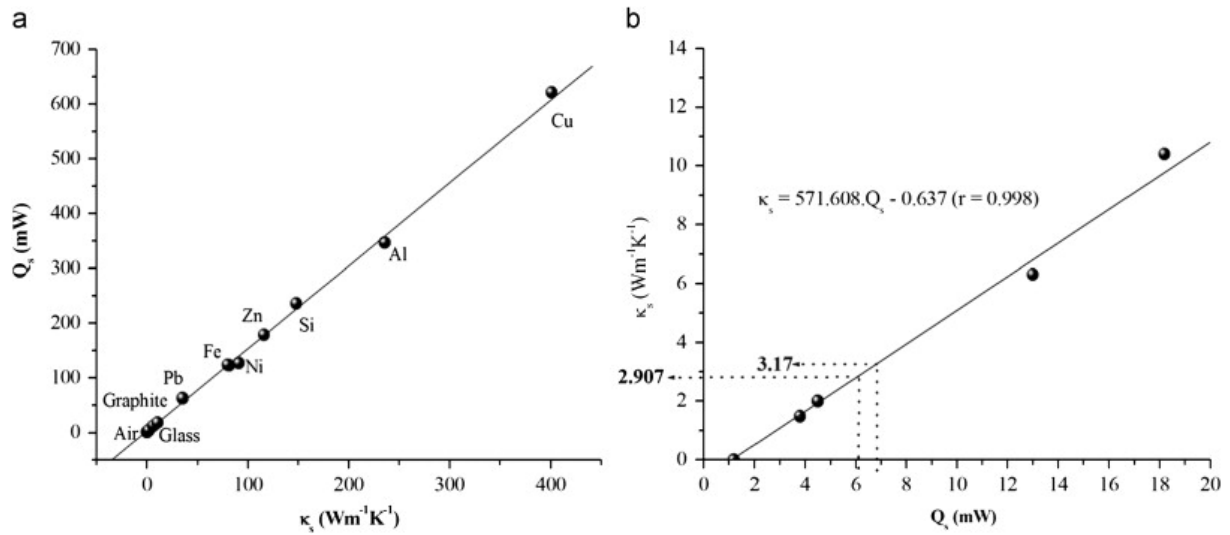 a
700
600
500
400
300
200
100
0
Q_s (mW)
Cu
Al
Zn
Si
Fe
Ni
Pb
Graphite
Air
Glass
0 100 200 300 400
κ_s (Wm⁻¹K⁻¹)
b
14
12
10
8
6
4
2
0
κ_s (Wm⁻¹K⁻¹)
κ_s = 571.608.Q_s - 0.637 (r = 0.998)
3.17
2.907
0 2 4 6 8 10 12 14 16 18 20
Q_s (mW)